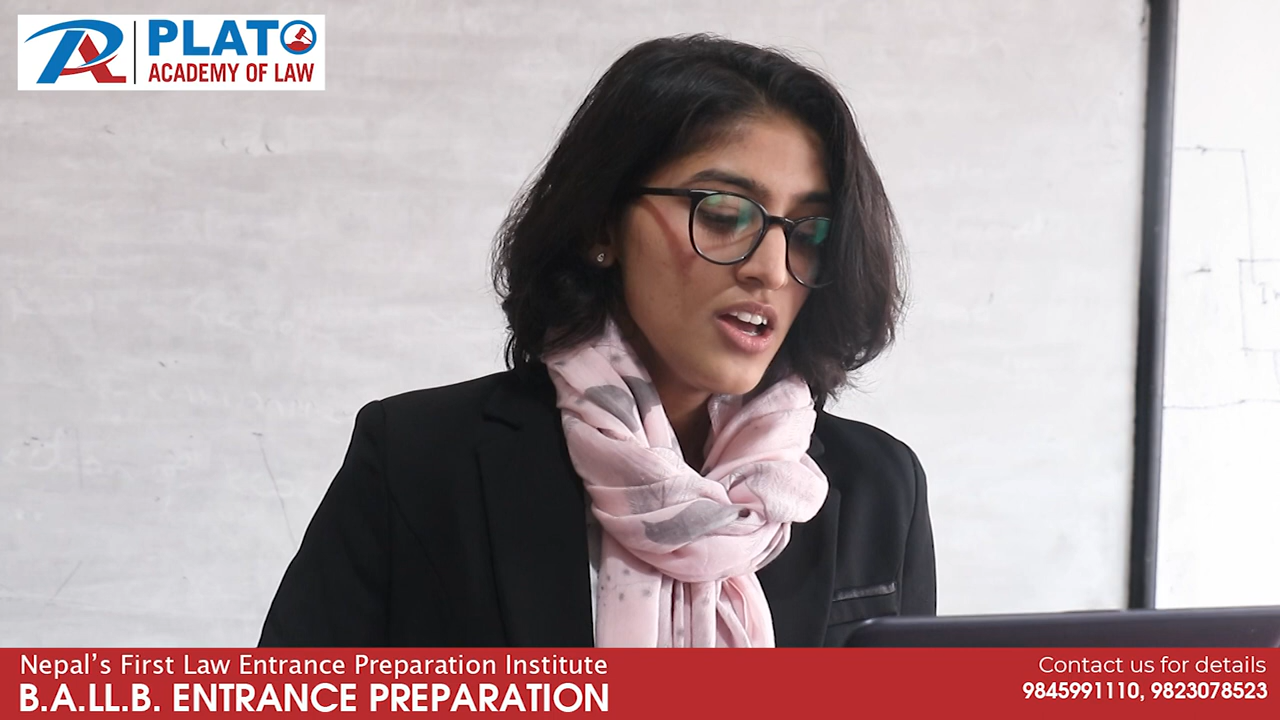 PLATO
ACADEMY OF LAW
Nepal's First Law Entrance Preparation Institute
B.A.LL.B. ENTRANCE PREPARATION
Contact us for details
9845991110, 9823078523